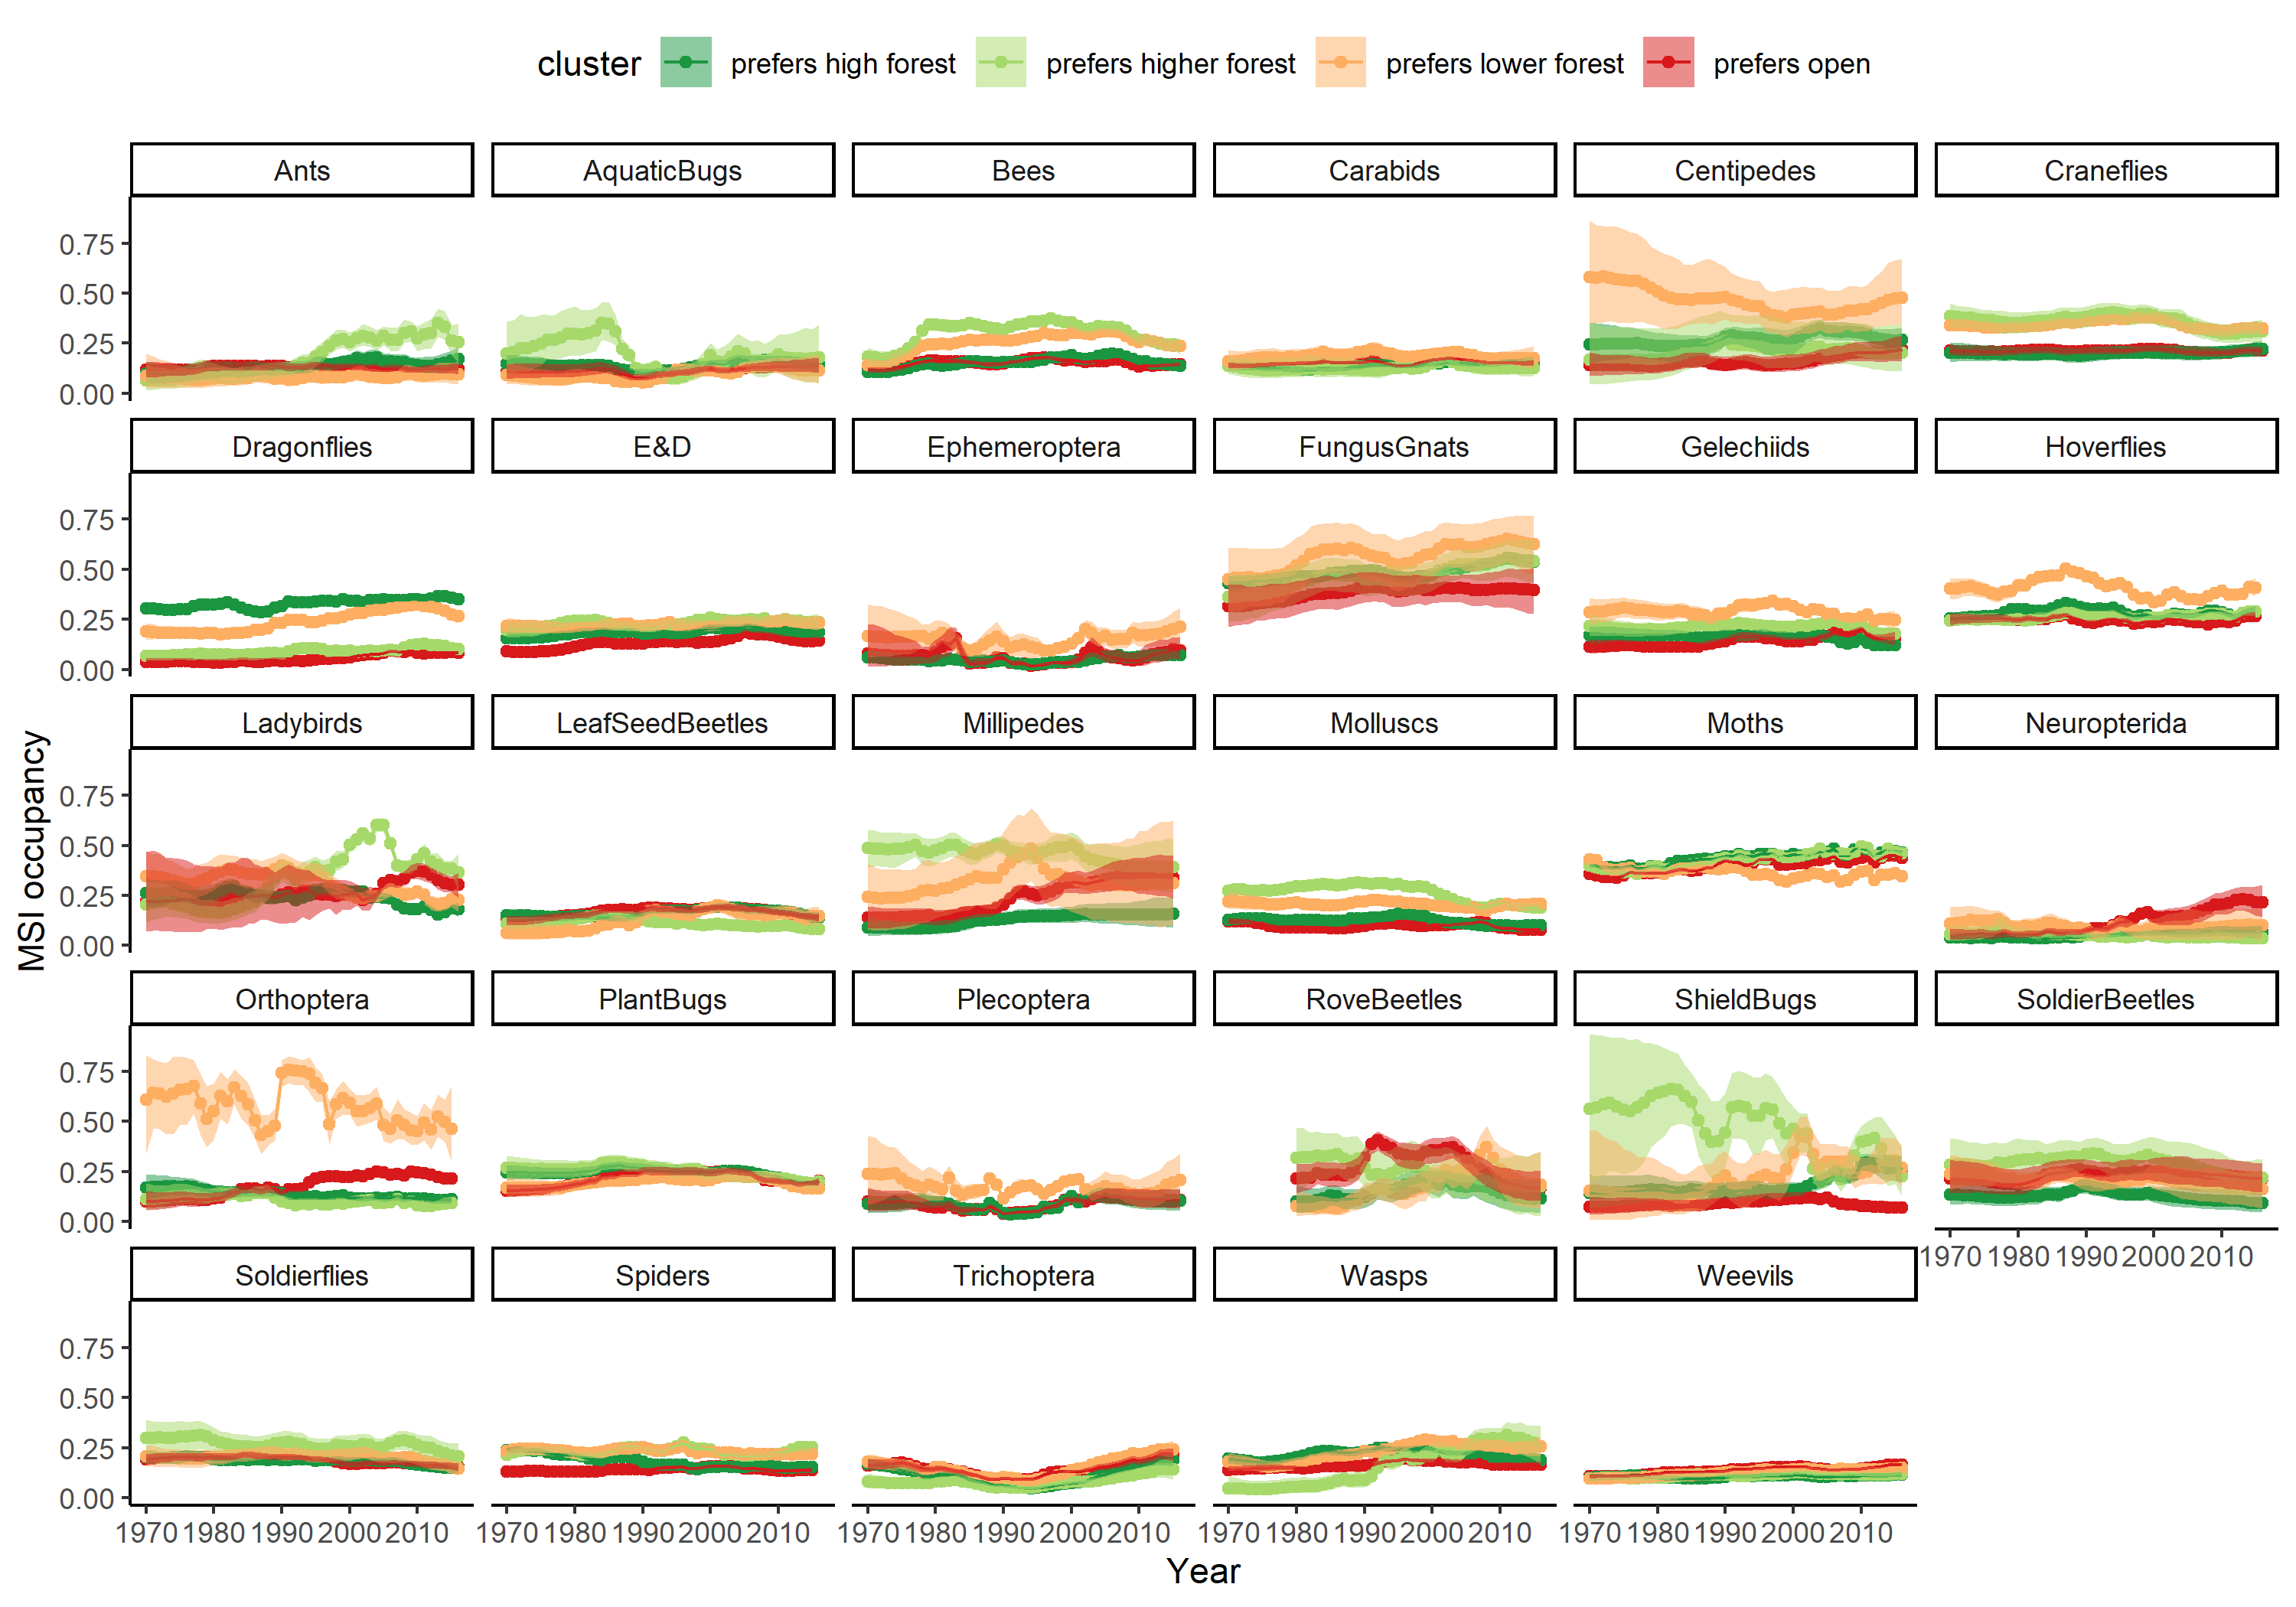 cluster prefers high forest prefers higher forest prefers lower forest prefers open
Ants AquaticBugs Bees Carabids Centipedes Craneflies
0.75
0.50
0.25
0.00
Dragonflies E&D Ephemeroptera FungusGnats Gelechiids Hoverflies
0.75
0.50
0.25
0.00
Ladybirds LeafSeedBeetles Millipedes Molluscs Moths Neuropterida
MSI occupancy
0.75
0.50
0.25
0.00
Orthoptera PlantBugs Plecoptera RoveBeetles ShieldBugs SoldierBeetles
0.75
0.50
0.25
0.00
1970 1980 1990 2000 2010
Soldierflies Spiders Trichoptera Wasps Weevils
0.75
0.50
0.25
0.00
1970 1980 1990 2000 2010 1970 1980 1990 2000 2010 1970 1980 1990 2000 2010 1970 1980 1990 2000 2010 1970 1980 1990 2000 2010
Year